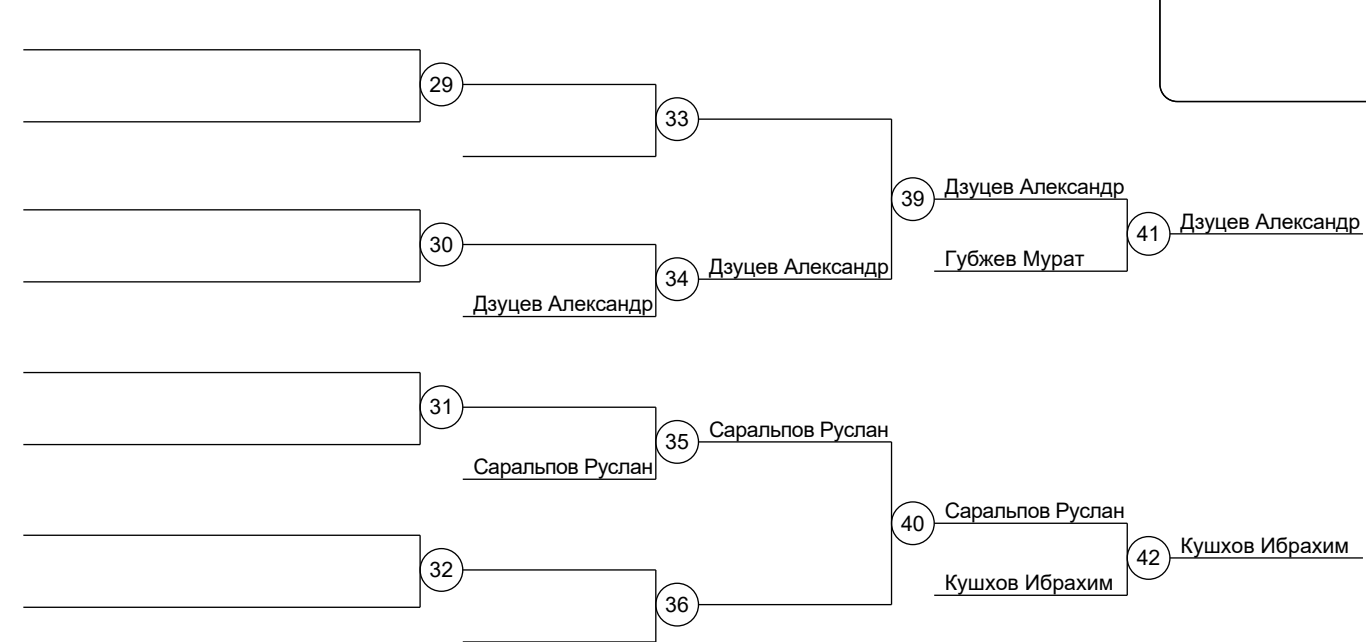 29
33
39
Дзуцев Александр
Дзуцев Александр
41
30
34
Дзуцев Александр
Губжев Мурат
Дзуцев Александр
31
35
Саральпов Руслан
Саральпов Руслан
40
Саральпов Руслан
Кушхов Ибрахим
42
32
36
Кушхов Ибрахим